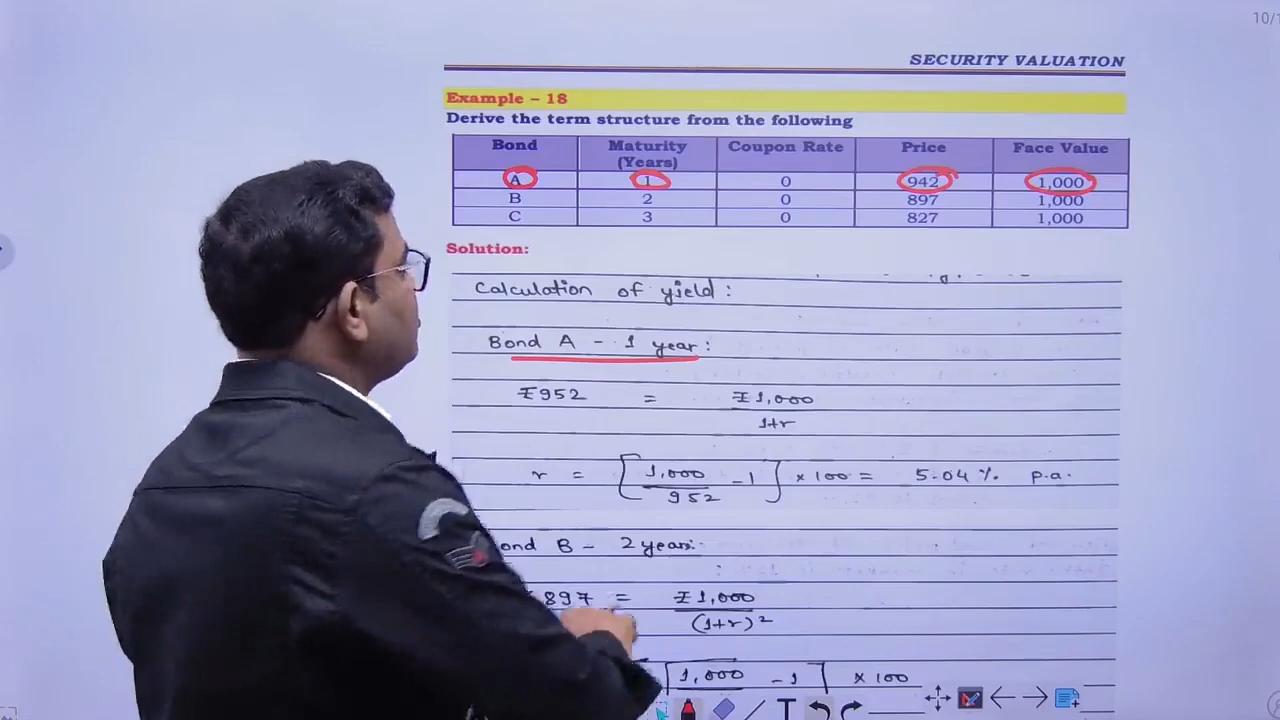 10/1
SECURITY VALUATION
Example – 18
Derive the term structure from the following
Bond Maturity (Years) Coupon Rate Price Face Value
A 1 0 942 1,000
B 2 0 897 1,000
C 3 0 827 1,000
Solution:
Calculation of yield :
Bond A - 1 year :
₹952 = ₹1,000
1+r
r = [ 1,000 - 1 ] × 100 = 5.04 % p.a.
952
ond B - 2 years:
897 = ₹1,000
(1+r)²
1,000 - 1 ] × 100
T